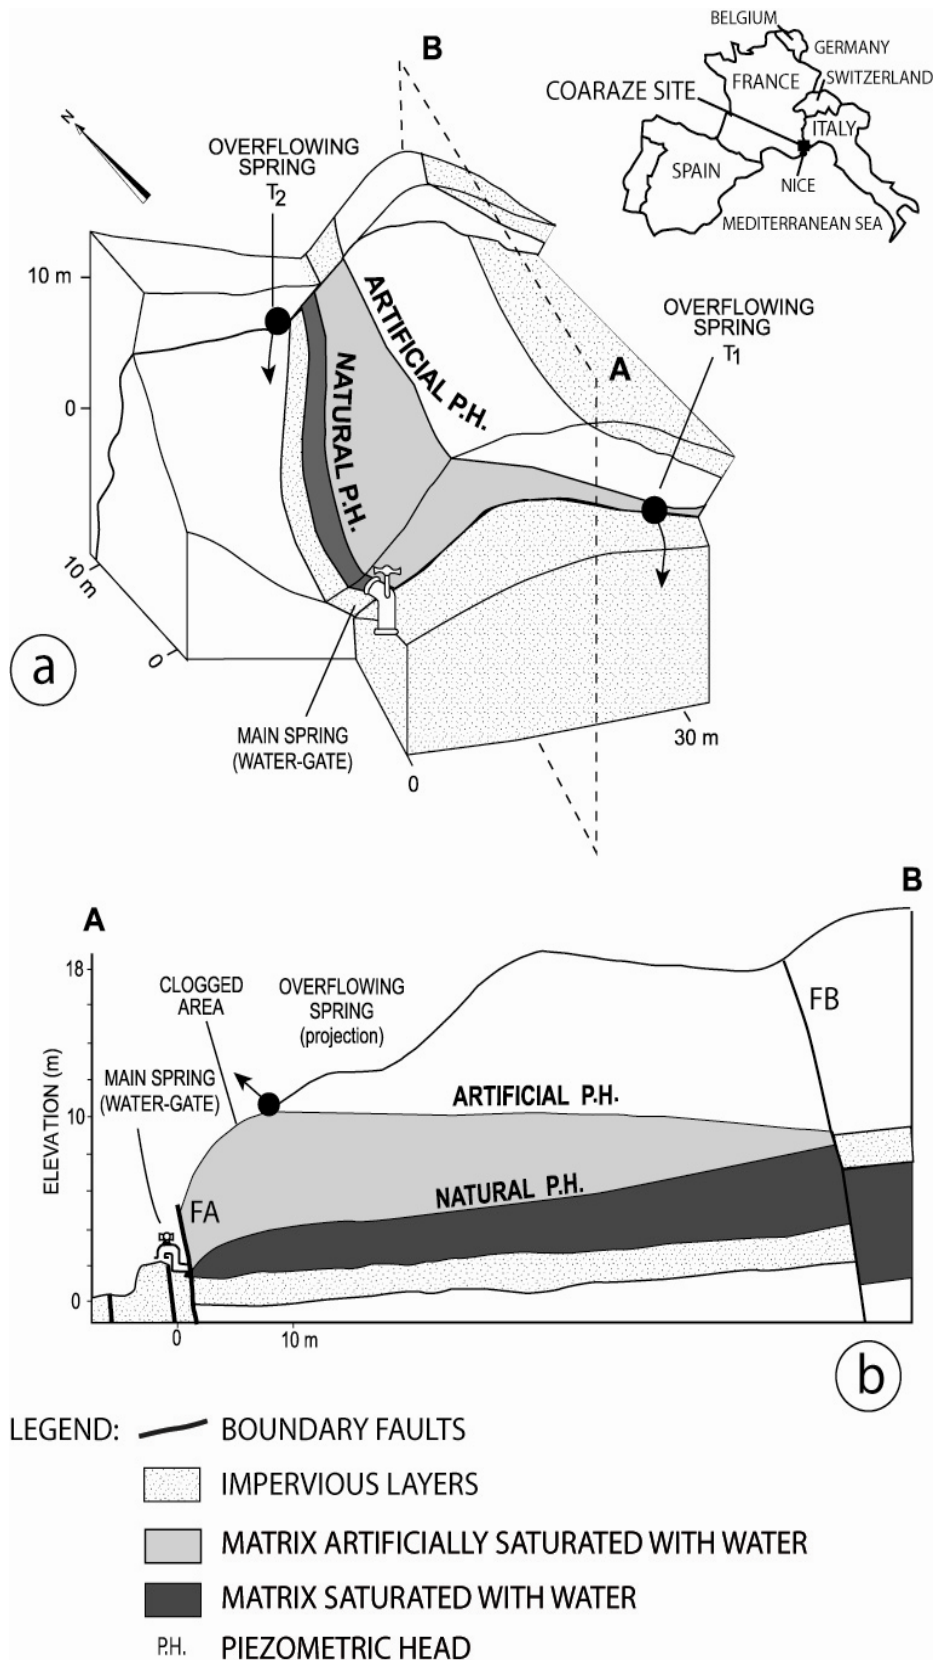 B
BELGIUM
GERMANY
FRANCE
SWITZERLAND
COARAZE SITE
ITALY
SPAIN
NICE
MEDITERRANEAN SEA
N
OVERFLOWING
SPRING
T2
10 m
0
ARTIFICIAL P.H.
NATURAL P.H.
OVERFLOWING
SPRING
T1
A
10 m
0
a
MAIN SPRING
(WATER-GATE)
0
30 m
A
B
18
CLOGGED
AREA
OVERFLOWING
SPRING
(projection)
FB
MAIN SPRING
(WATER-GATE)
ARTIFICIAL P.H.
10
ELEVATION (m)
NATURAL P.H.
FA
0
0
10 m
b
LEGEND:
BOUNDARY FAULTS
IMPERVIOUS LAYERS
MATRIX ARTIFICIALLY SATURATED WITH WATER
MATRIX SATURATED WITH WATER
P.H. PIEZOMETRIC HEAD